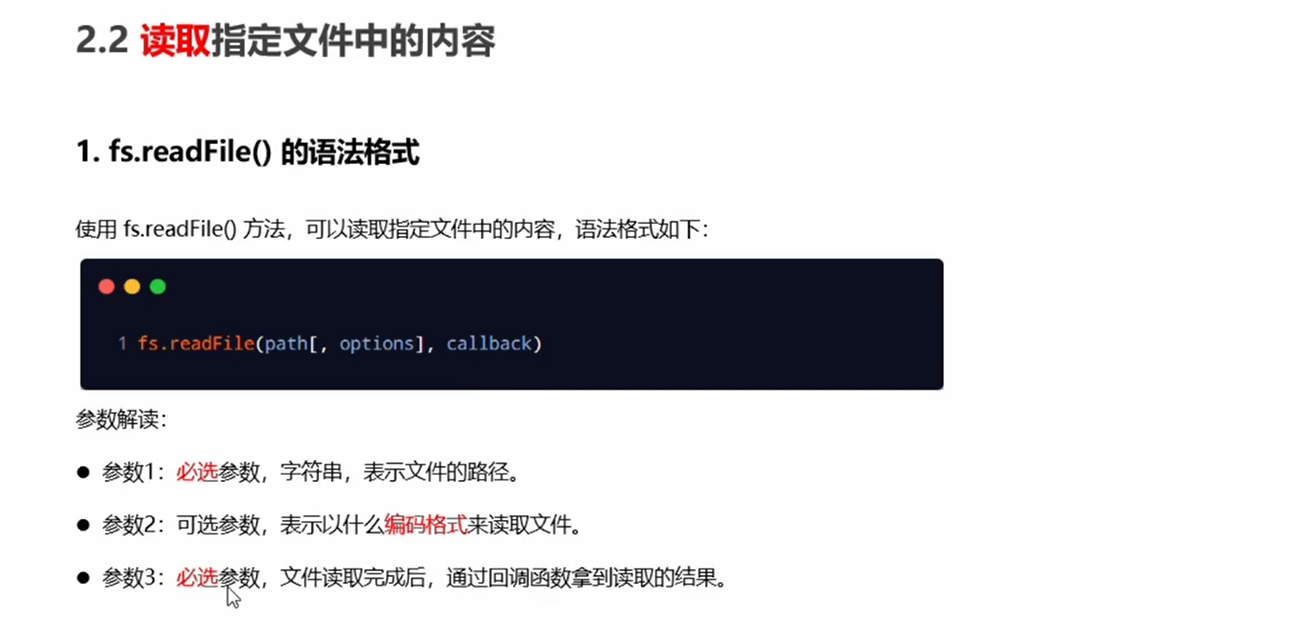 2.2 读取指定文件中的内容
1. fs.readFile() 的语法格式
使用 fs.readFile() 方法，可以读取指定文件中的内容，语法格式如下：
1 fs.readFile(path[, options], callback)
参数解读：
● 参数1：必选参数，字符串，表示文件的路径。
● 参数2：可选参数，表示以什么编码格式来读取文件。
● 参数3：必选参数，文件读取完成后，通过回调函数拿到读取的结果。